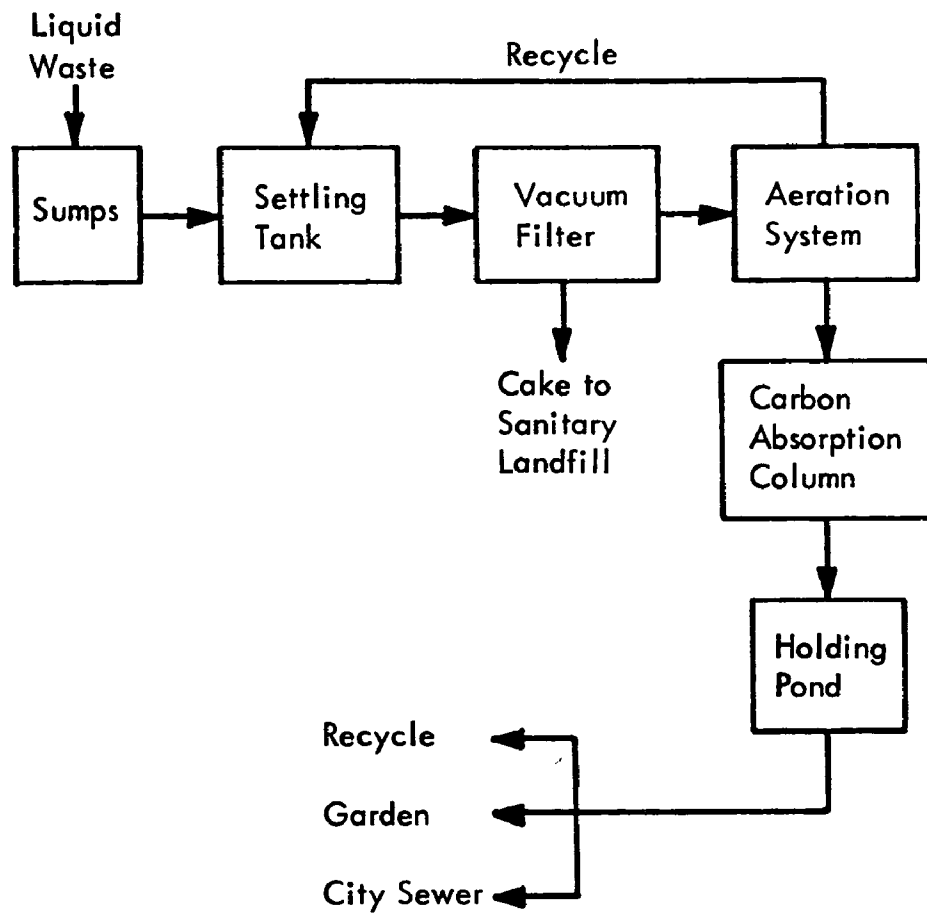 Liquid
Waste
Recycle
Sumps
Settling
Tank
Vacuum
Filter
Aeration
System
Cake to
Sanitary
Landfill
Carbon
Absorption
Column
Holding
Pond
Recycle
Garden
City Sewer